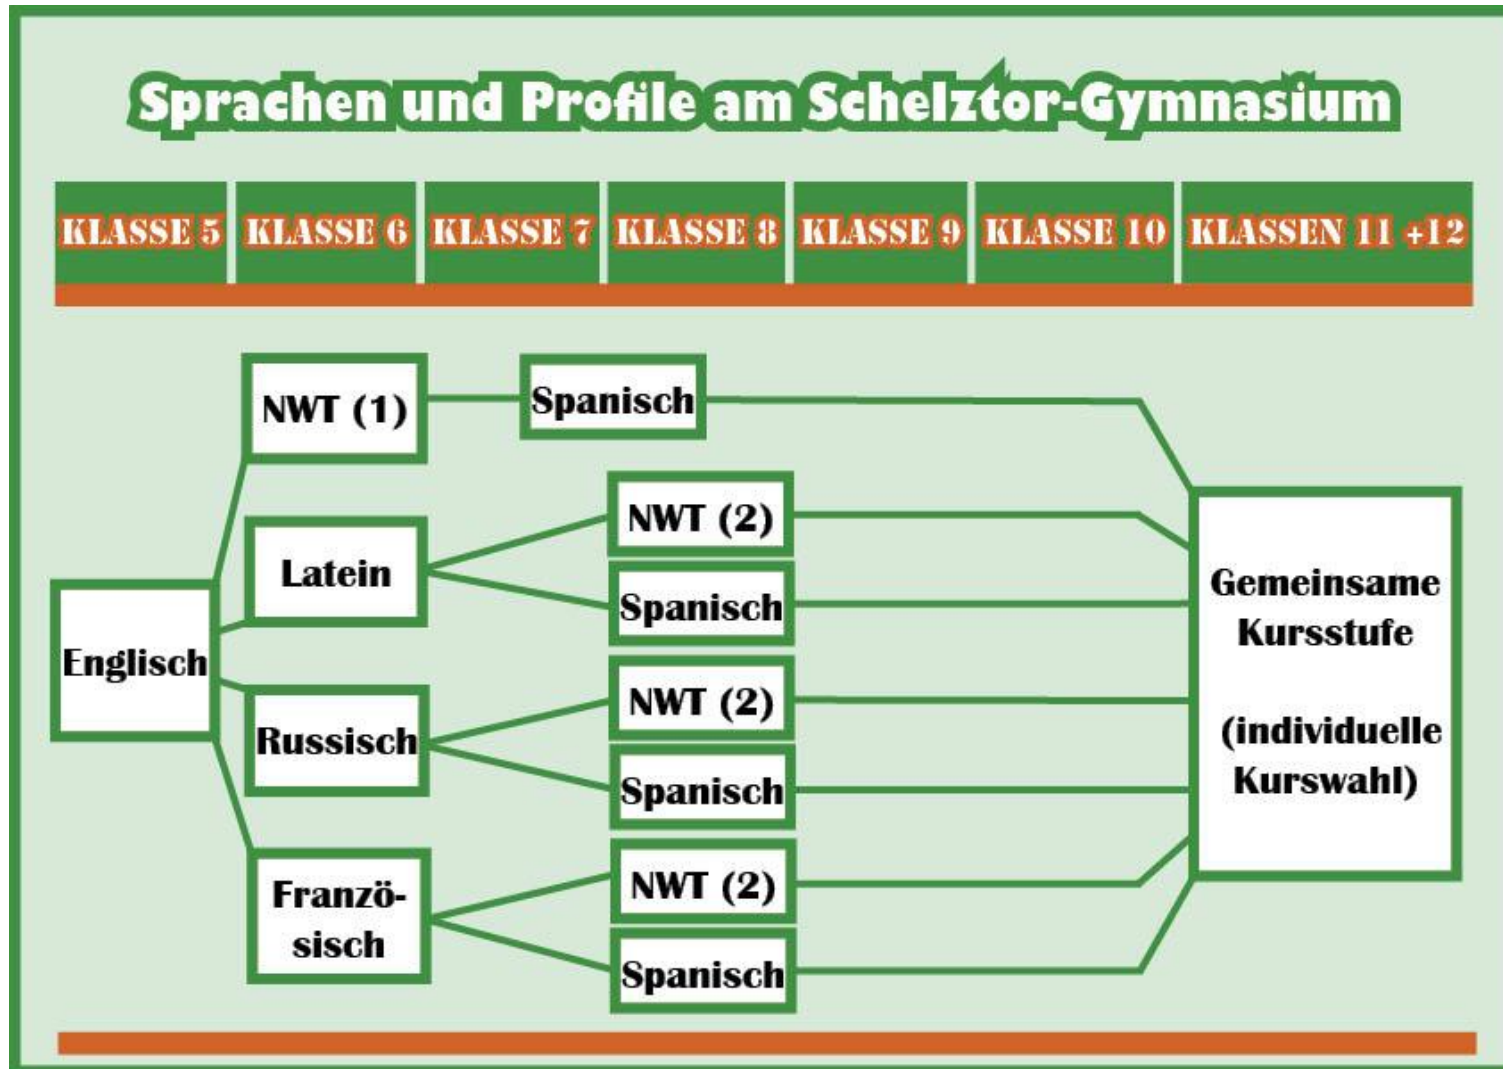 Sprachen und Profile am Schelztor-Gymnasium
KLASSE 5
KLASSE 6
KLASSE 7
KLASSE 8
KLASSE 9
KLASSE 10
KLASSEN 11 +12
Englisch
NWT (1)
Spanisch
Latein
NWT (2)
Spanisch
Russisch
NWT (2)
Spanisch
Franzö-
sisch
NWT (2)
Spanisch
Gemeinsame
Kursstufe
(individuelle
Kurswahl)